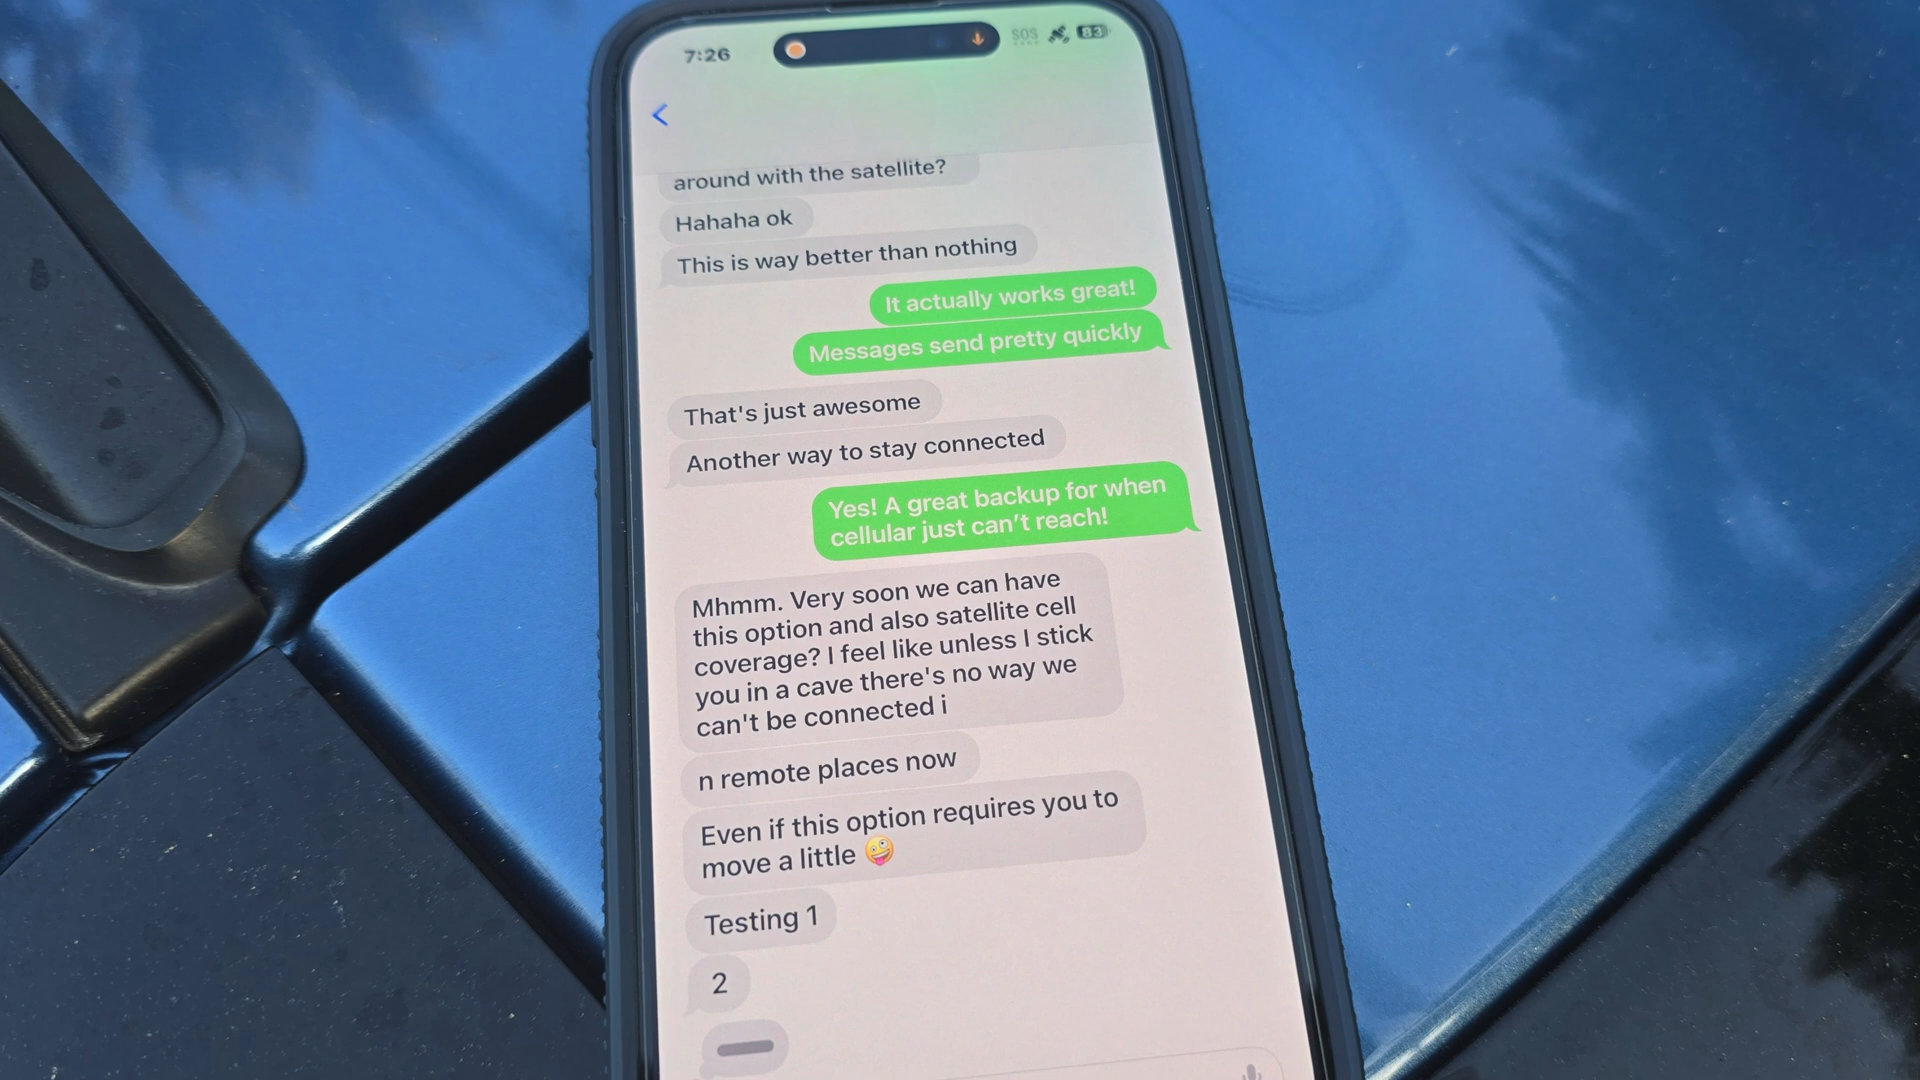 7:26
SOS
83
around with the satellite?
Hahaha ok
This is way better than nothing
It actually works great!
Messages send pretty quickly
That's just awesome
Another way to stay connected
Yes! A great backup for when
cellular just can't reach!
Mhmm. Very soon we can have
this option and also satellite cell
coverage? I feel like unless I stick
you in a cave there's no way we
can't be connected i
n remote places now
Even if this option requires you to
move a little 🤪
Testing 1
2